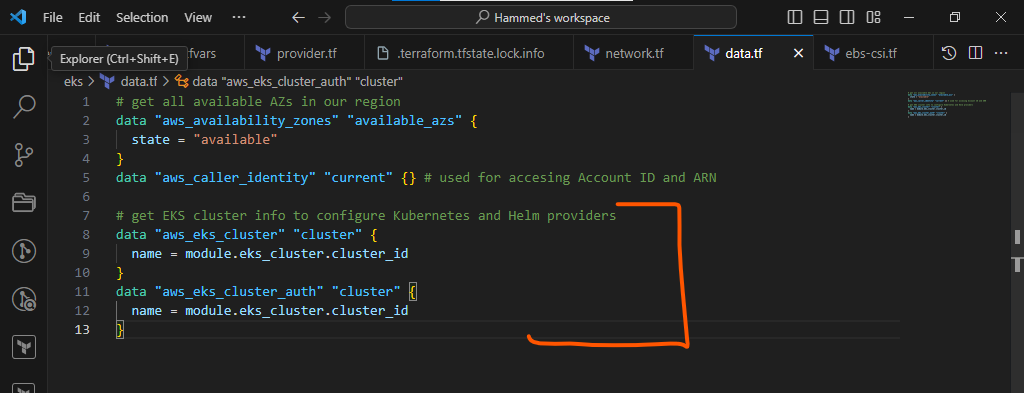 File Edit Selection View ... Hammed's workspace
Explorer (Ctrl+Shift+E)
fvars provider.tf .terraform.tfstate.lock.info network.tf data.tf ebs-csi.tf ...
eks > data.tf > data "aws_eks_cluster_auth" "cluster"
1 # get all available AZs in our region
2 data "aws_availability_zones" "available_azs" {
3 state = "available"
4 }
5 data "aws_caller_identity" "current" {} # used for accesing Account ID and ARN
6
7 # get EKS cluster info to configure Kubernetes and Helm providers
8 data "aws_eks_cluster" "cluster" {
9 name = module.eks_cluster.cluster_id
10 }
11 data "aws_eks_cluster_auth" "cluster" {
12 name = module.eks_cluster.cluster_id
13 }